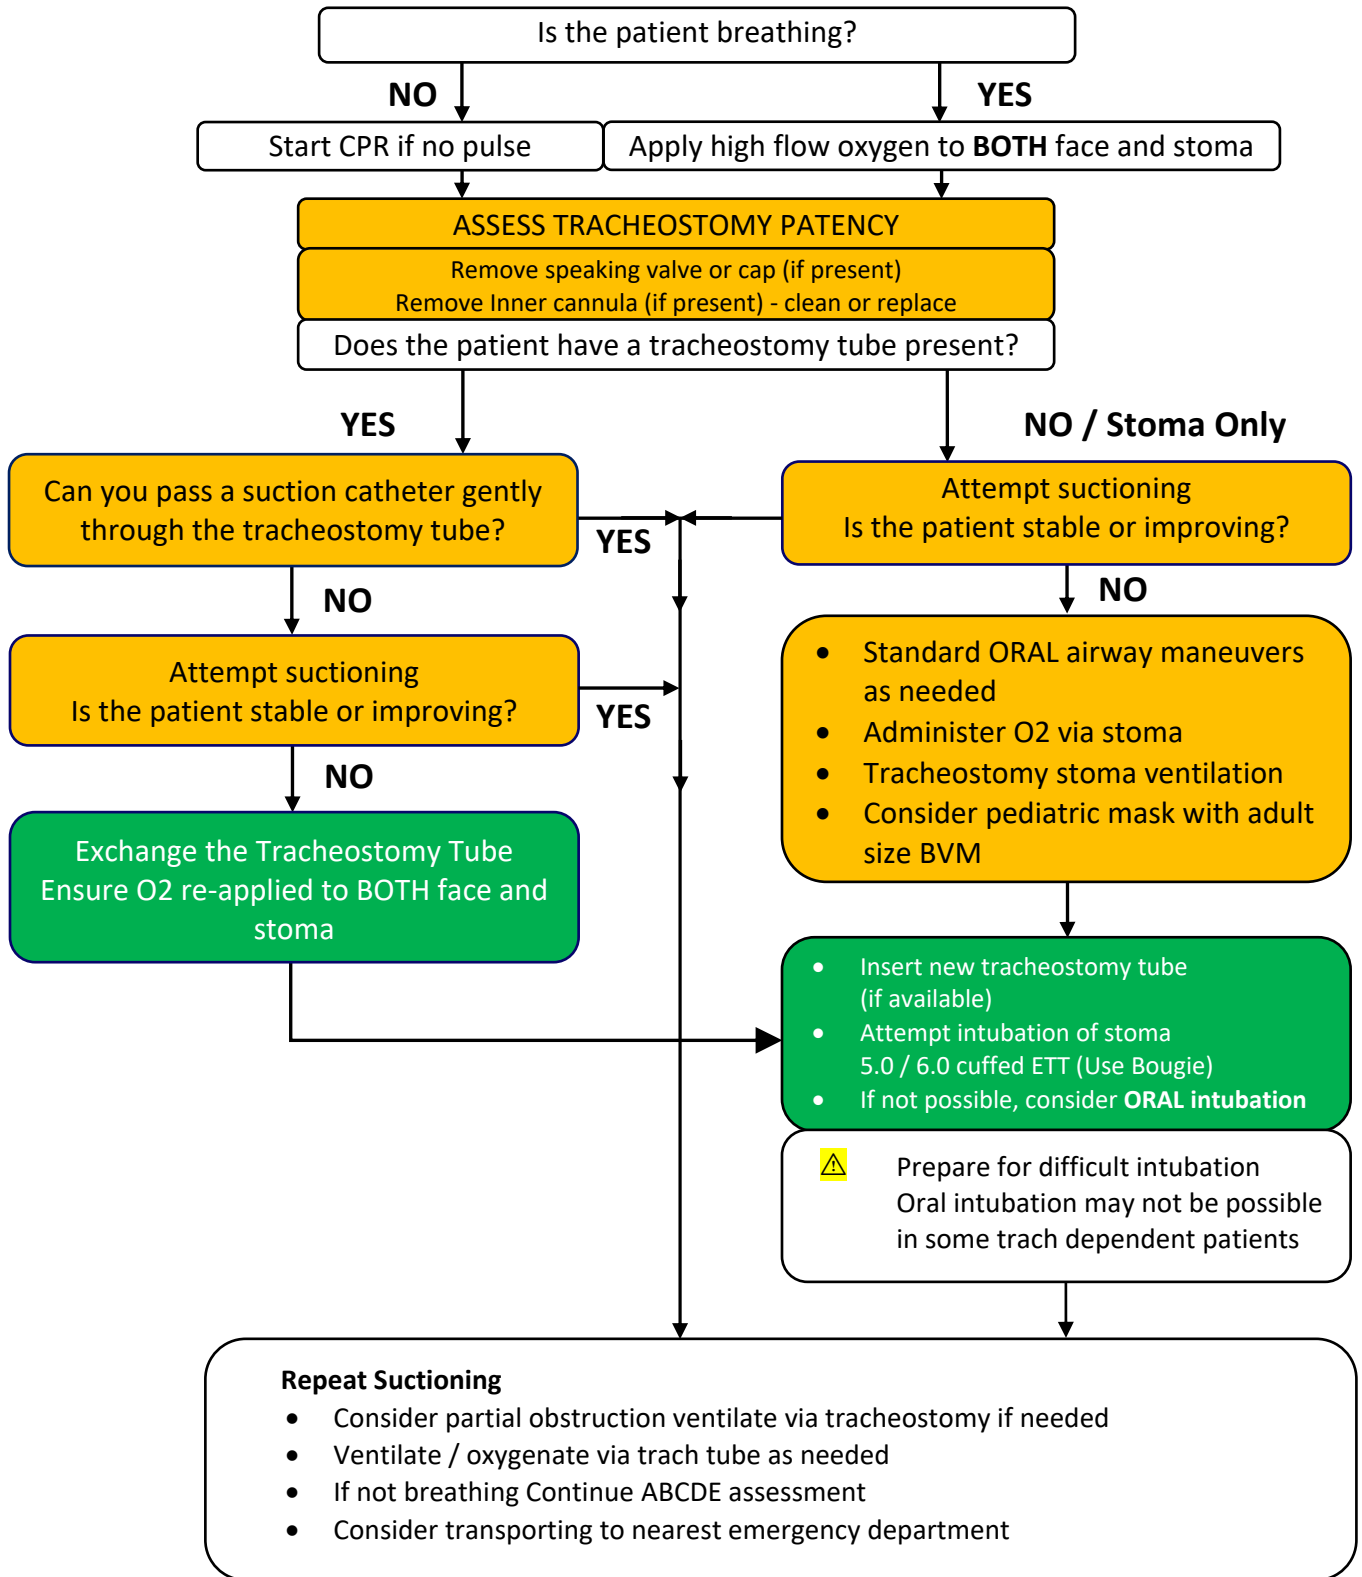 Is the patient breathing?
NO
YES
Start CPR if no pulse
Apply high flow oxygen to BOTH face and stoma
ASSESS TRACHEOSTOMY PATENCY
Remove speaking valve or cap (if present)
Remove Inner cannula (if present) - clean or replace
Does the patient have a tracheostomy tube present?
YES
NO / Stoma Only
Can you pass a suction catheter gently
through the tracheostomy tube?
YES
Attempt suctioning
Is the patient stable or improving?
NO
NO
Attempt suctioning
Is the patient stable or improving?
YES
NO
• Standard ORAL airway maneuvers
as needed
• Administer O2 via stoma
• Tracheostomy stoma ventilation
• Consider pediatric mask with adult
size BVM
Exchange the Tracheostomy Tube
Ensure O2 re-applied to BOTH face and
stoma
• Insert new tracheostomy tube
(if available)
• Attempt intubation of stoma
5.0 / 6.0 cuffed ETT (Use Bougie)
• If not possible, consider ORAL intubation
⚠ Prepare for difficult intubation
Oral intubation may not be possible
in some trach dependent patients
Repeat Suctioning
• Consider partial obstruction ventilate via tracheostomy if needed
• Ventilate / oxygenate via trach tube as needed
• If not breathing Continue ABCDE assessment
• Consider transporting to nearest emergency department